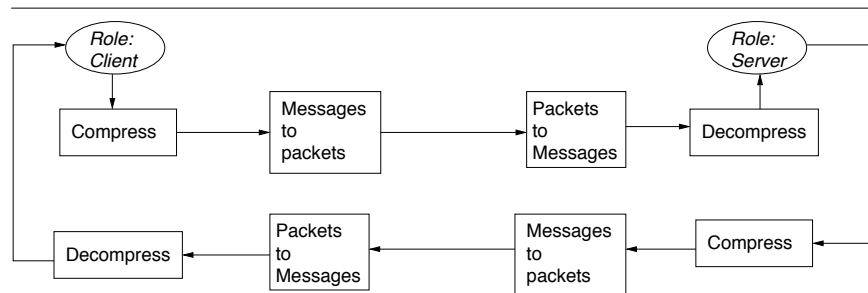 Role:
Client
Role:
Server
Compress
Messages
to
packets
Packets
to
Messages
Decompress
Decompress
Packets
to
Messages
Messages
to
packets
Compress